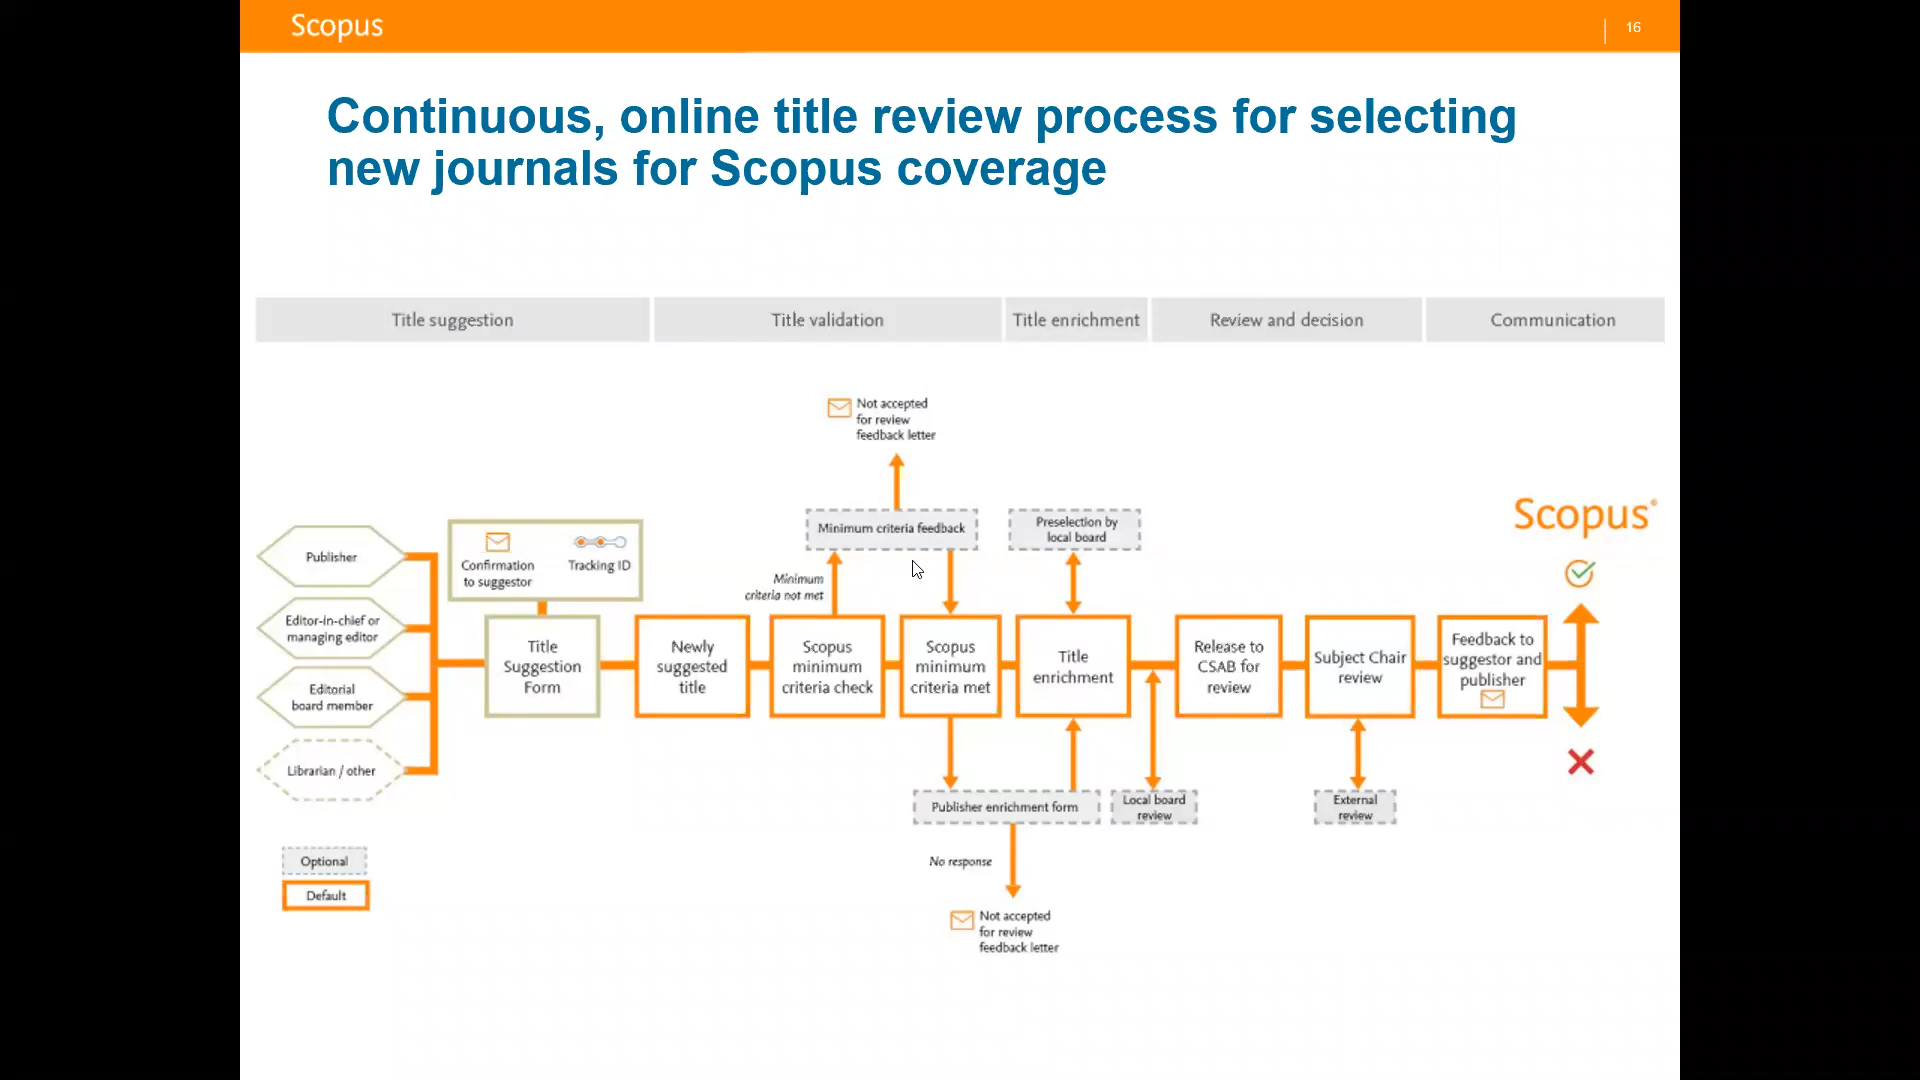 Scopus
16
Continuous, online title review process for selecting
new journals for Scopus coverage
Title suggestion
Title validation
Title enrichment
Review and decision
Communication
Not accepted
for review
feedback letter
Minimum criteria feedback
Preselection by
local board
Scopus®
Publisher
Confirmation
to suggestor
Tracking ID
Minimum
criteria not met
Editor-in-chief or
managing editor
Title
Suggestion
Form
Newly
suggested
title
Scopus
minimum
criteria check
Scopus
minimum
criteria met
Title
enrichment
Release to
CSAB for
review
Subject Chair
review
Feedback to
suggestor and
publisher
Editorial
board member
Librarian / other
Publisher enrichment form
Local board
review
External
review
Optional
Default
No response
Not accepted
for review
feedback letter